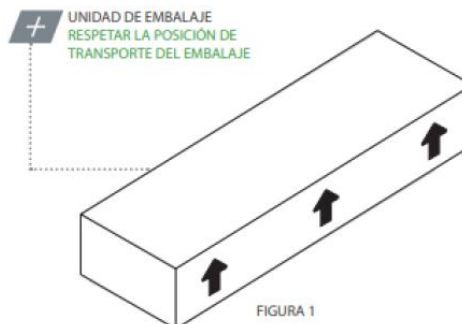 UNIDAD DE EMBALAJE
RESPETAR LA POSICIÓN DE
TRANSPORTE DEL EMBALAJE
FIGURA 1